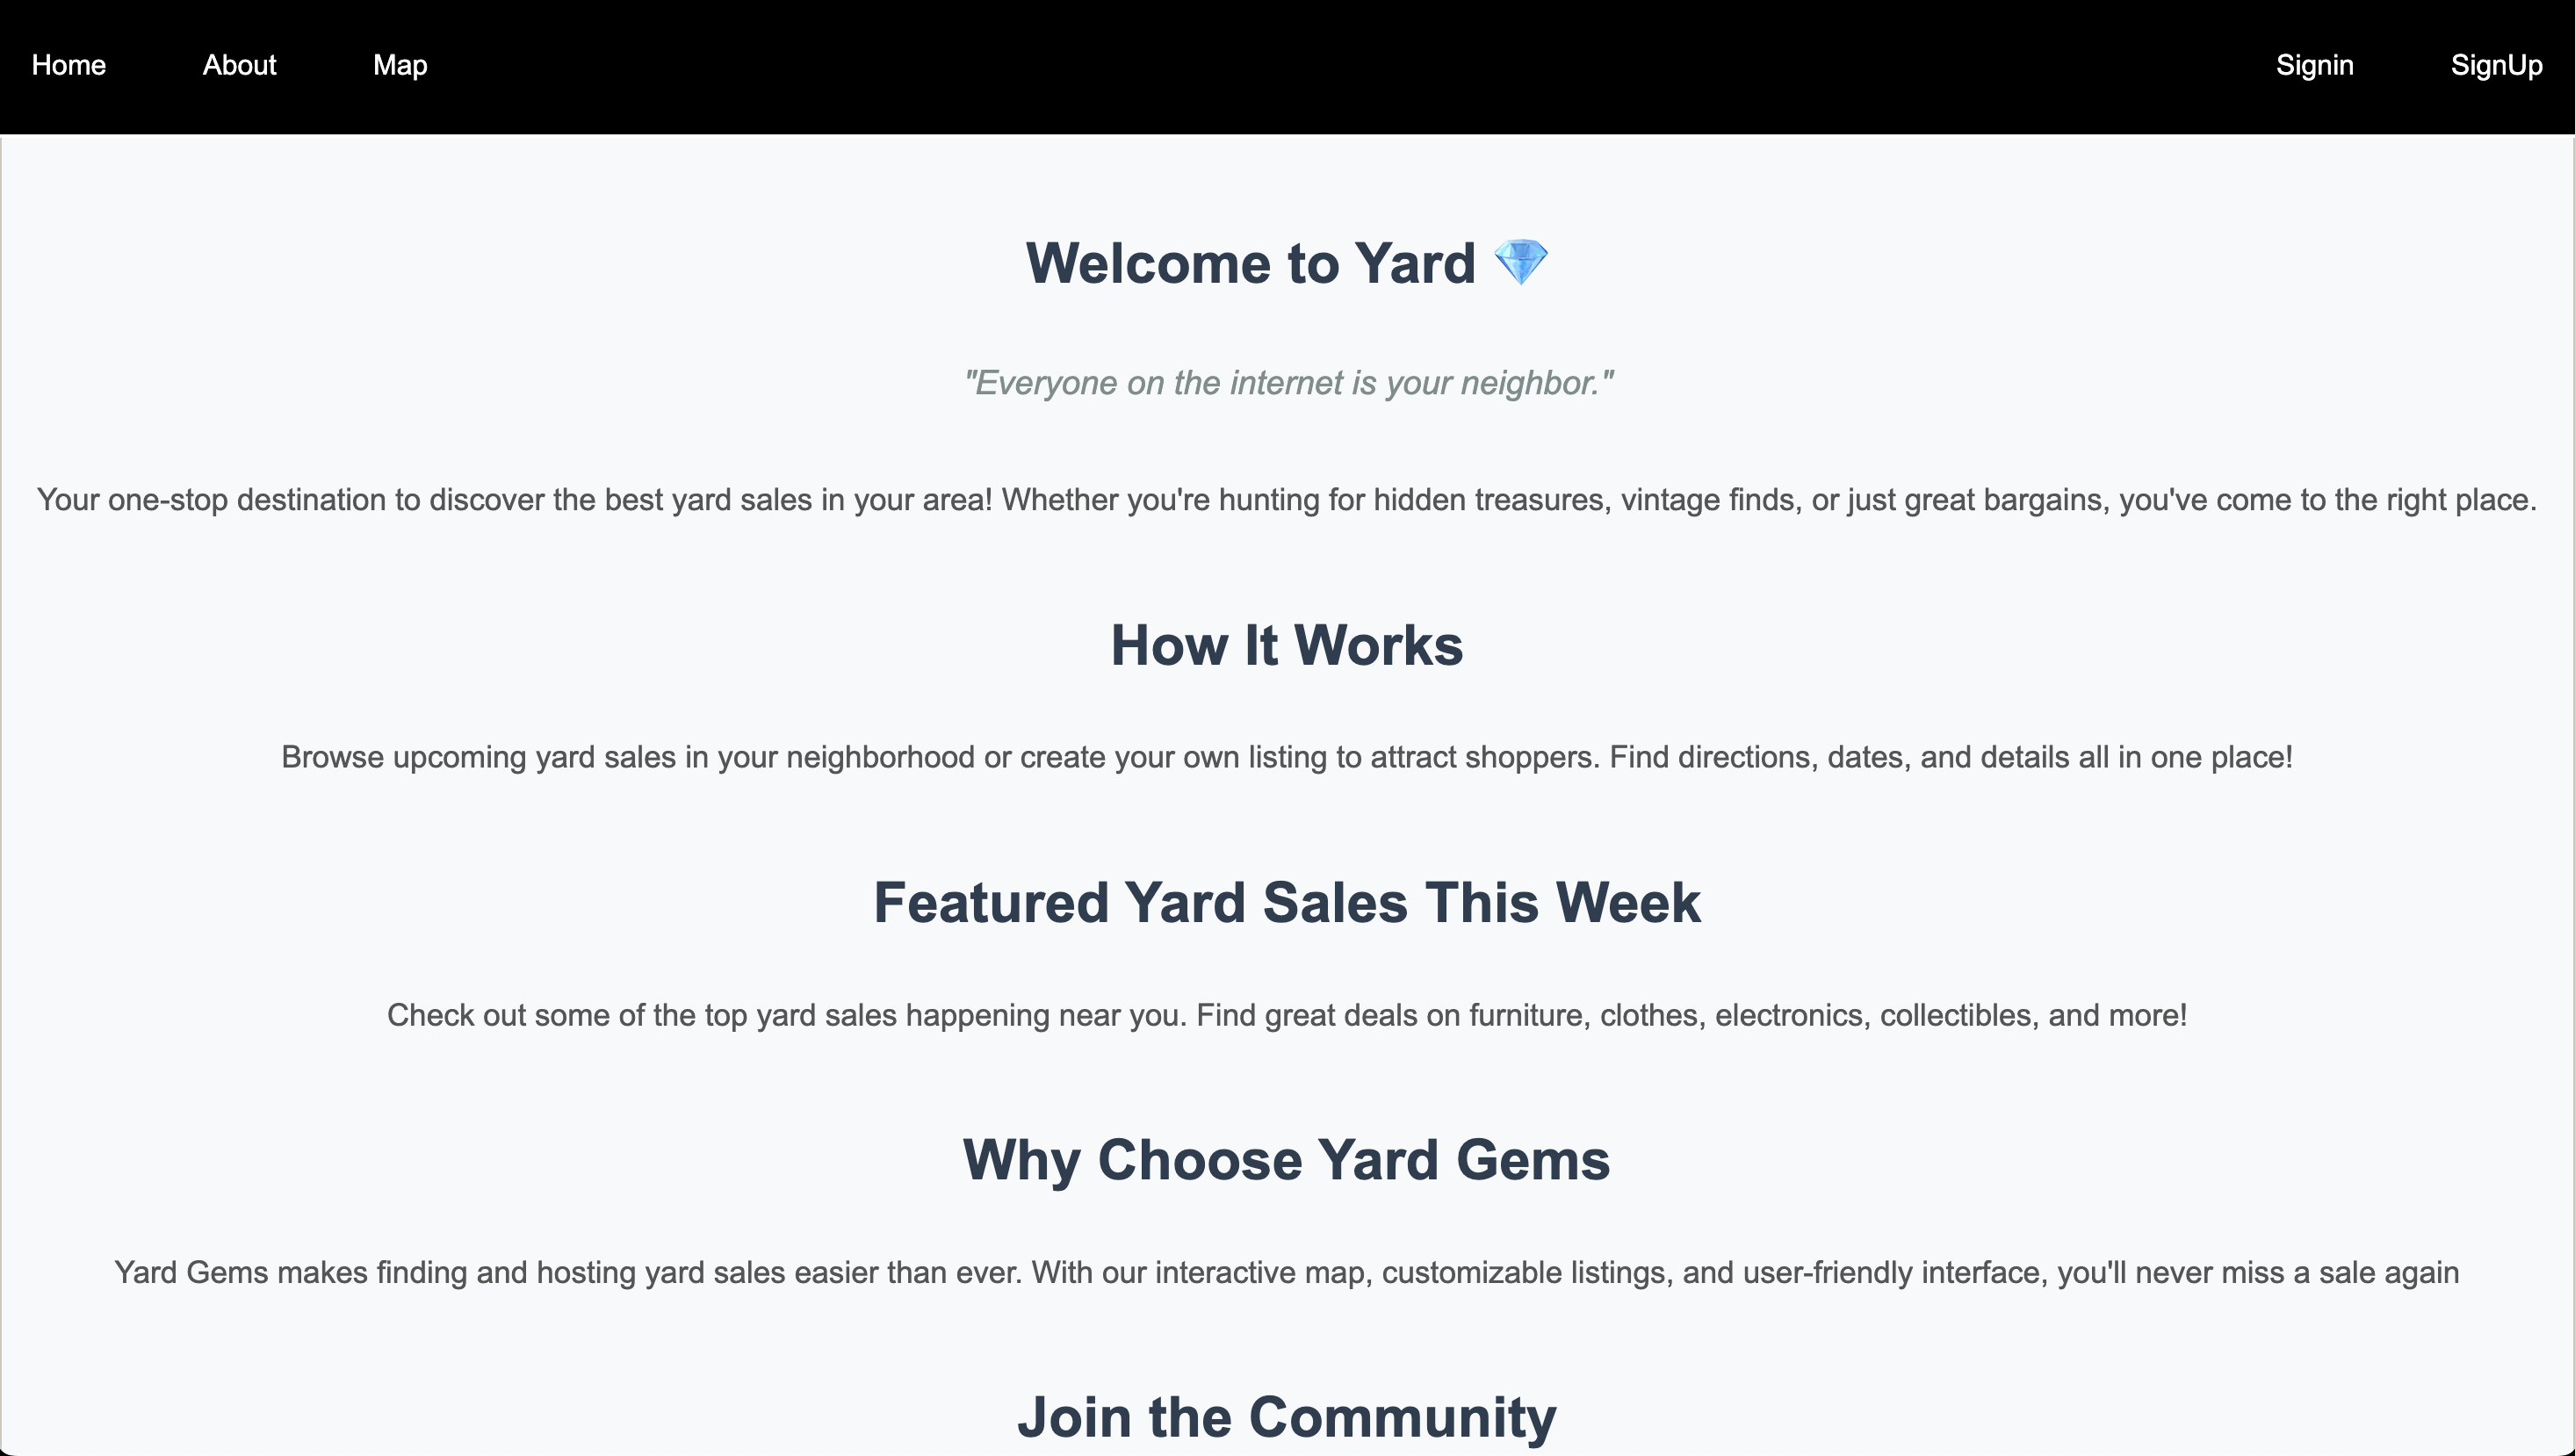 Home About Map Signin SignUp
Welcome to Yard 💎
"Everyone on the internet is your neighbor."
Your one-stop destination to discover the best yard sales in your area! Whether you're hunting for hidden treasures, vintage finds, or just great bargains, you've come to the right place.
How It Works
Browse upcoming yard sales in your neighborhood or create your own listing to attract shoppers. Find directions, dates, and details all in one place!
Featured Yard Sales This Week
Check out some of the top yard sales happening near you. Find great deals on furniture, clothes, electronics, collectibles, and more!
Why Choose Yard Gems
Yard Gems makes finding and hosting yard sales easier than ever. With our interactive map, customizable listings, and user-friendly interface, you'll never miss a sale again
Join the Community